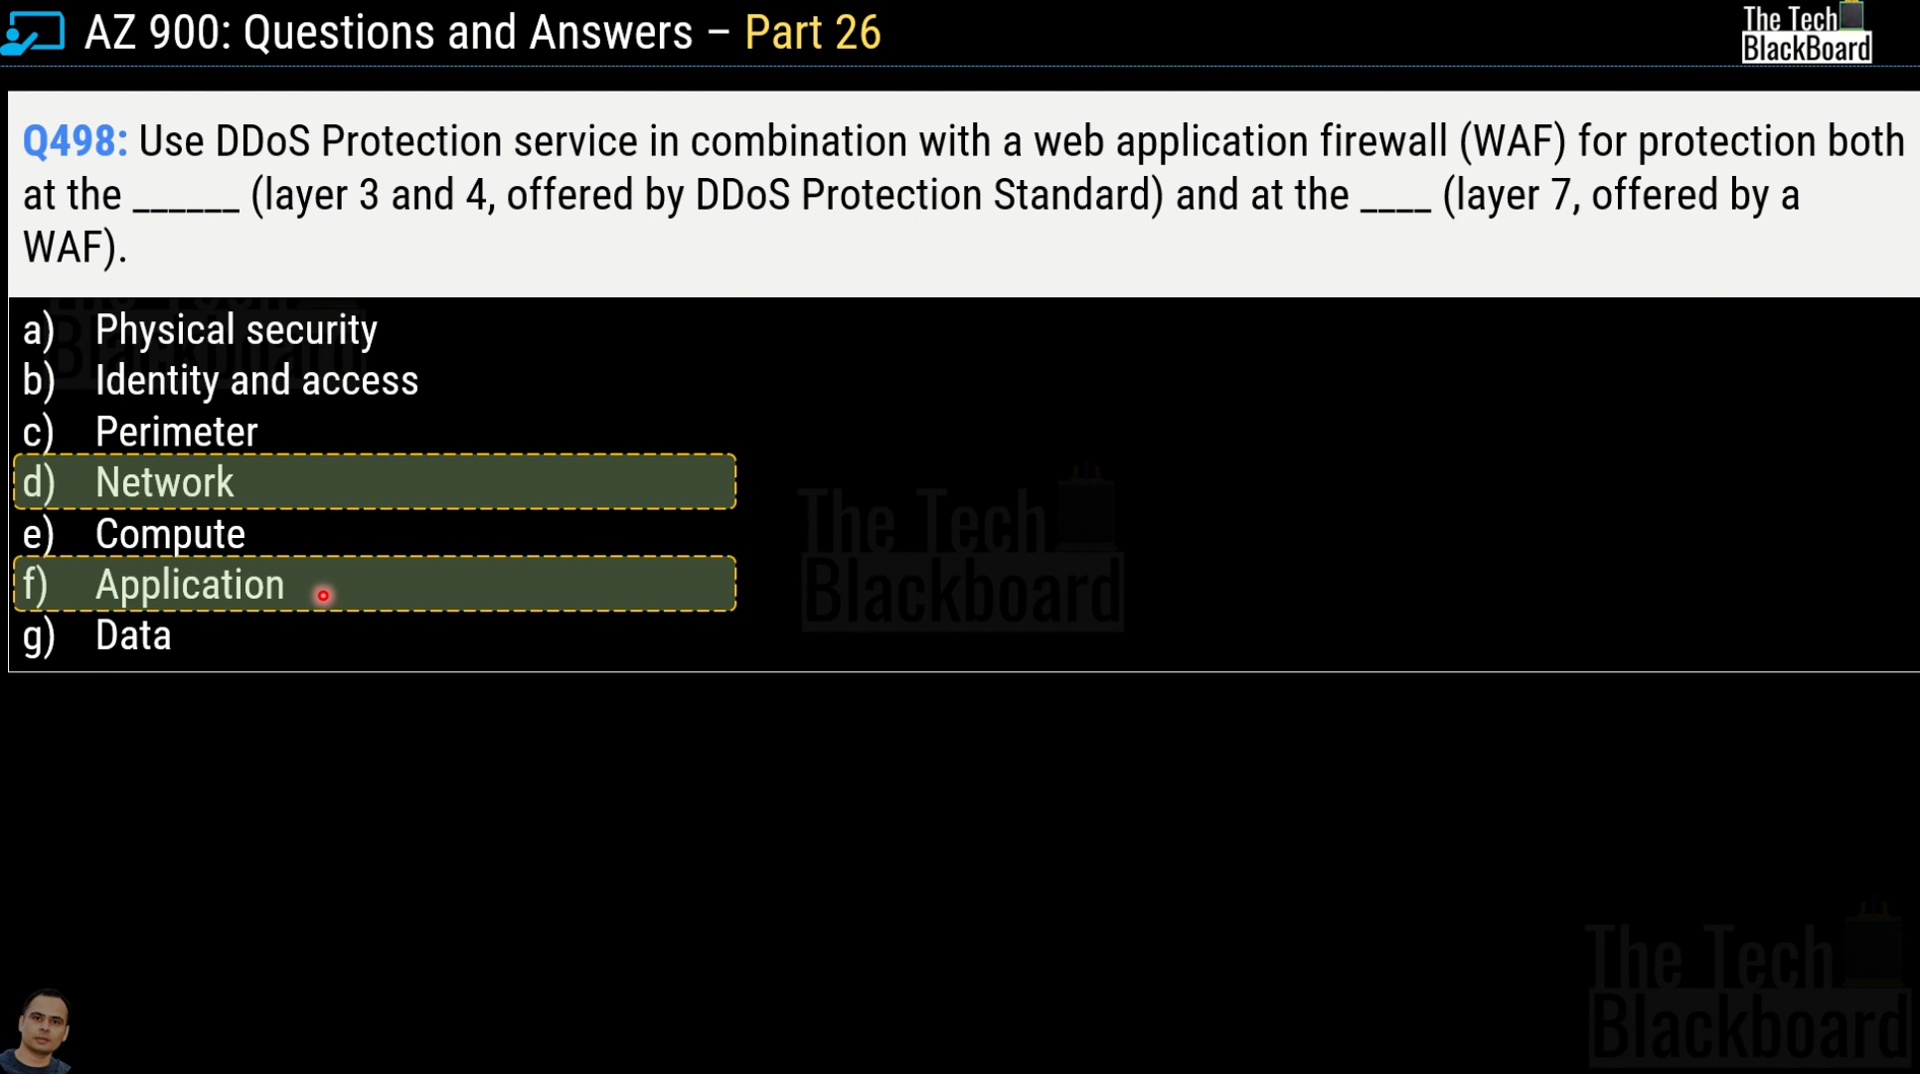 AZ 900: Questions and Answers – Part 26
The Tech
BlackBoard
Q498: Use DDoS Protection service in combination with a web application firewall (WAF) for protection both
at the ______ (layer 3 and 4, offered by DDoS Protection Standard) and at the ____ (layer 7, offered by a
WAF).
a) Physical security
b) Identity and access
c) Perimeter
d) Network
e) Compute
f) Application
g) Data
The Tech
Blackboard
The Tech
Blackboard
The Tech
Blackboard